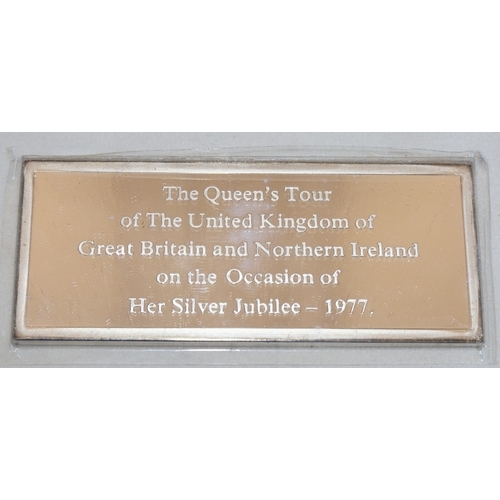 The Queen's Tour
of The United Kingdom of
Great Britain and Northern Ireland
on the Occasion of
Her Silver Jubilee – 1977.